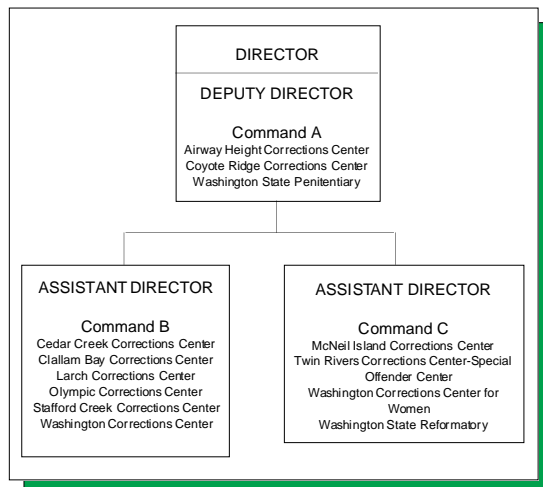 DIRECTOR
DEPUTY DIRECTOR
Command A
Airway Height Corrections Center
Coyote Ridge Corrections Center
Washington State Penitentiary
ASSISTANT DIRECTOR
Command B
Cedar Creek Corrections Center
Clallam Bay Corrections Center
Larch Corrections Center
Olympic Corrections Center
Stafford Creek Corrections Center
Washington Corrections Center
ASSISTANT DIRECTOR
Command C
McNeil Island Corrections Center
Twin Rivers Corrections Center-Special
Offender Center
Washington Corrections Center for
Women
Washington State Reformatory